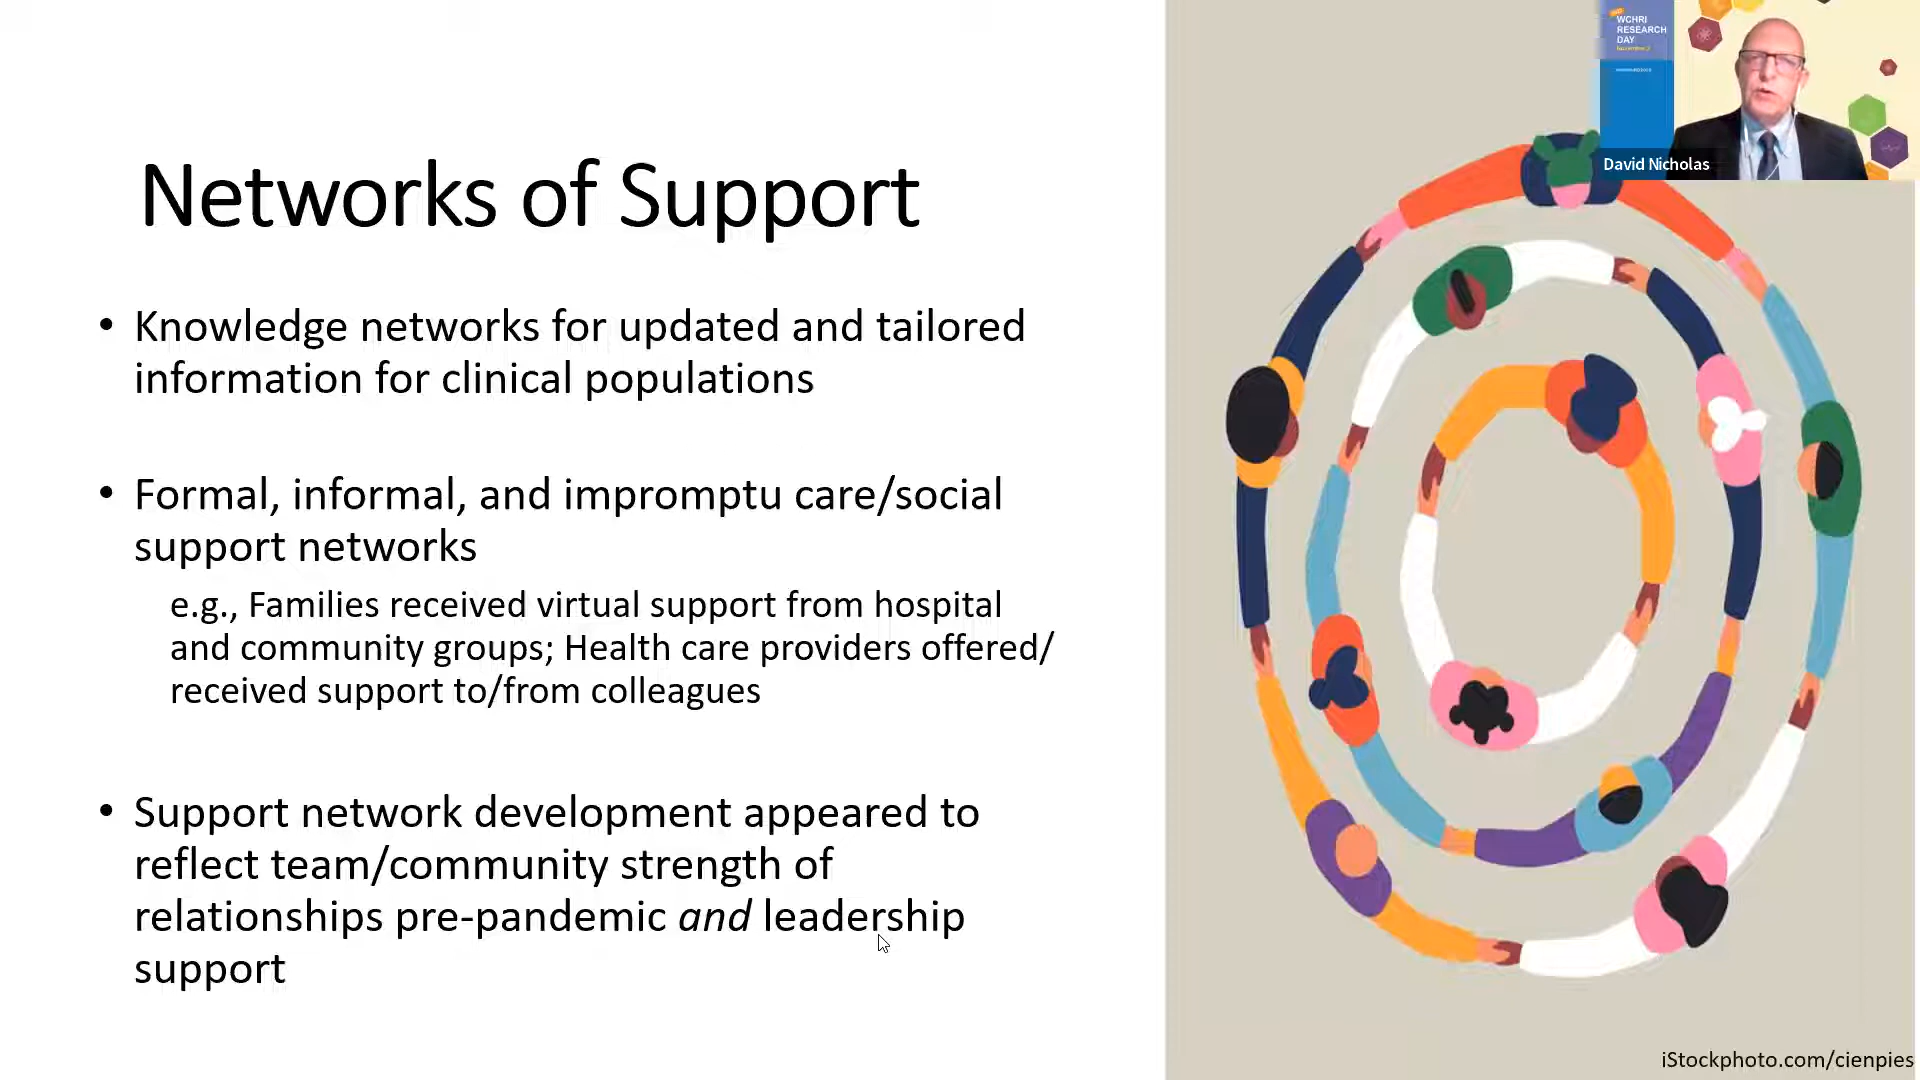 Networks of Support
• Knowledge networks for updated and tailored
information for clinical populations
• Formal, informal, and impromptu care/social
support networks
e.g., Families received virtual support from hospital
and community groups; Health care providers offered/
received support to/from colleagues
• Support network development appeared to
reflect team/community strength of
relationships pre-pandemic and leadership
support
WCHRI
RESEARCH
DAY
David Nicholas
iStockphoto.com/cienpies